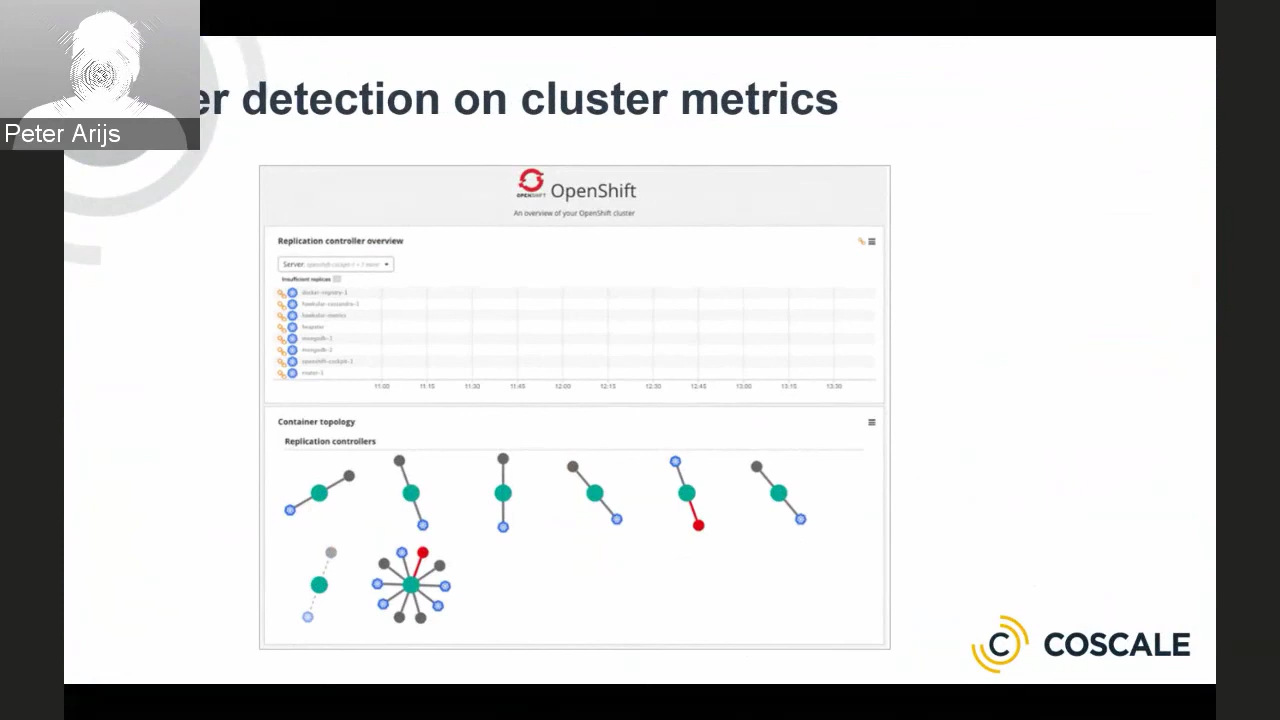 er detection on cluster metrics
Peter Arijs
OPENSHIFT OpenShift
An overview of your OpenShift cluster
Replication controller overview
Server:
Insufficient replicas
docker-registry-1
hawkular-cassandra-1
hawkular-metrics
heapster
mongodb-1
mongodb-2
openshift-cockpit-1
router-1
11:00 11:15 11:30 11:45 12:00 12:15 12:30 12:45 13:00 13:15 13:30
Container topology
Replication controllers
C COSCALE